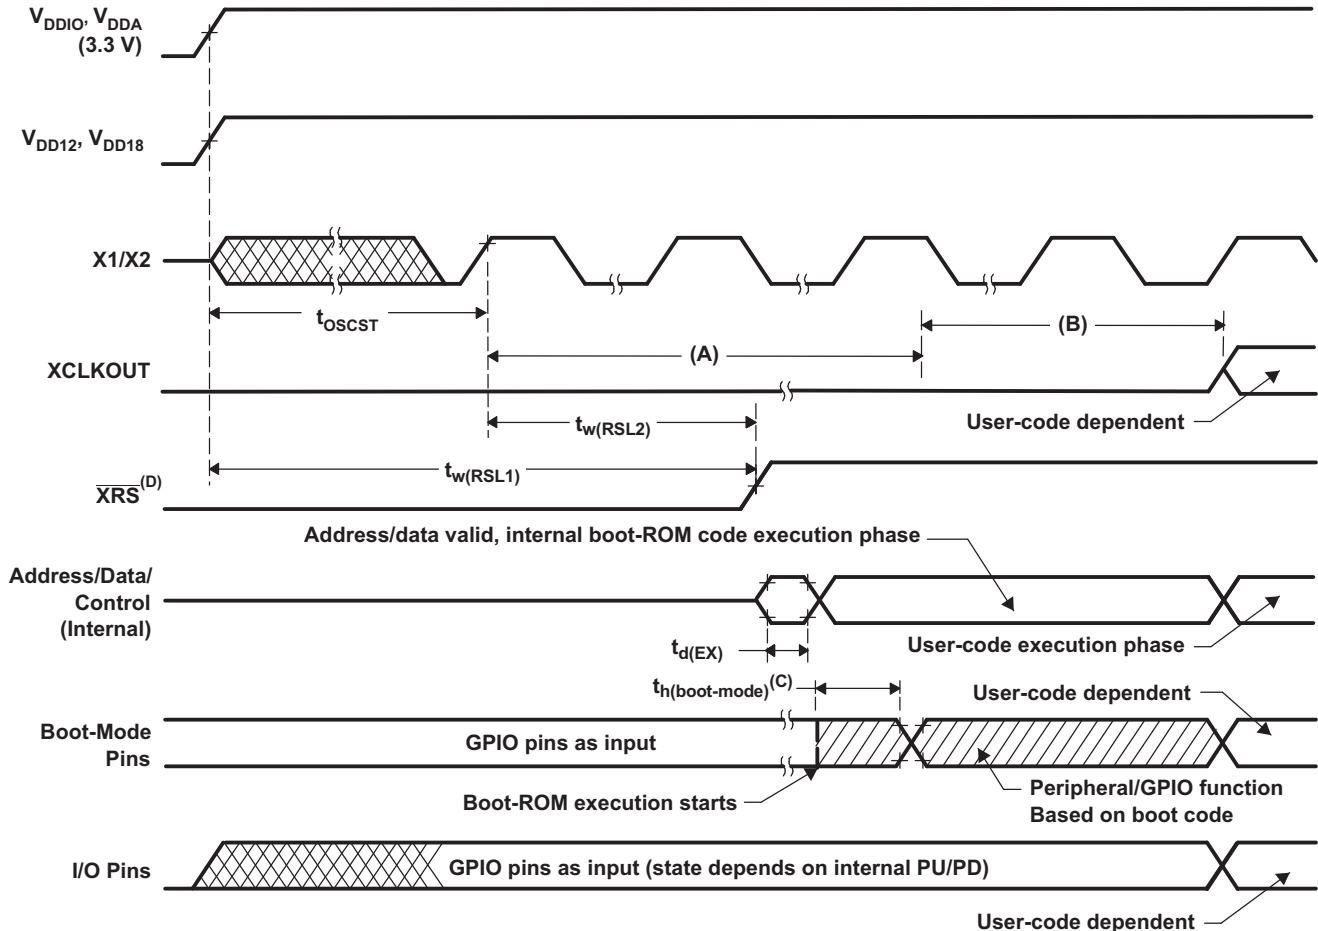 VDDIO, VDDA
(3.3 V)
VDD12, VDD18
X1/X2
tOSCST
(A)
(B)
XCLKOUT
User-code dependent
tw(RSL2)
tw(RSL1)
XRS(D)
Address/data valid, internal boot-ROM code execution phase
Address/Data/
Control
(Internal)
td(EX)
User-code execution phase
th(boot-mode)(C)
User-code dependent
Boot-Mode
Pins
GPIO pins as input
Boot-ROM execution starts
Peripheral/GPIO function
Based on boot code
I/O Pins
GPIO pins as input (state depends on internal PU/PD)
User-code dependent